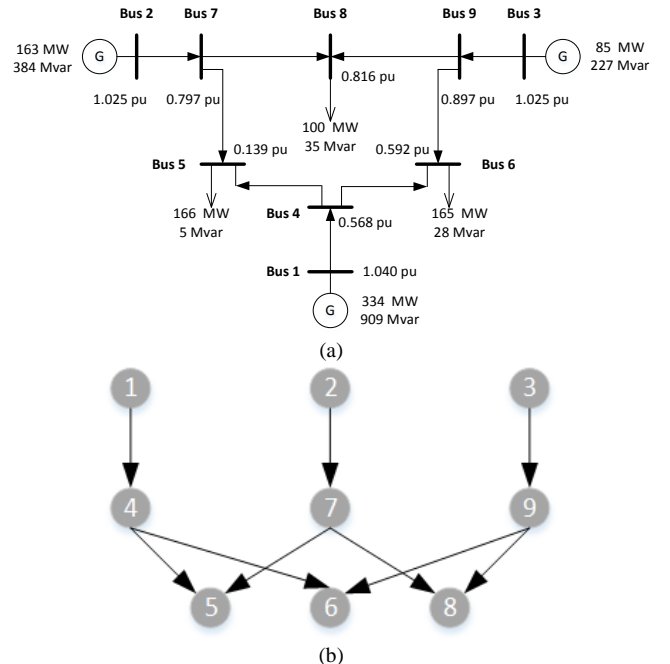 Bus 2 Bus 7 Bus 8 Bus 9 Bus 3
163 MW
384 Mvar
G
G
85 MW
227 Mvar
1.025 pu 0.797 pu 0.816 pu 0.897 pu 1.025 pu
100 MW
35 Mvar
0.139 pu 0.592 pu
Bus 5 Bus 6
166 MW
5 Mvar
Bus 4 0.568 pu
165 MW
28 Mvar
Bus 1 1.040 pu
G
334 MW
909 Mvar
(a)
1 2 3
4 7 9
5 6 8
(b)